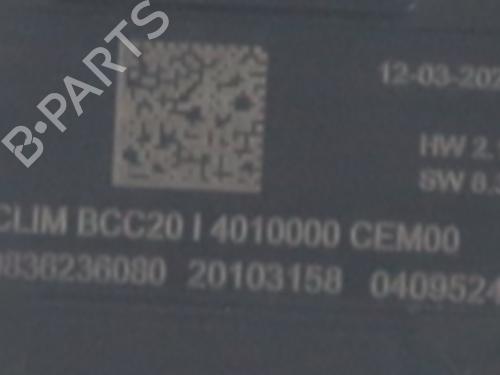 B-PARTS
12-03-202
HW 2.
SW 8.
CLIM BCC20 I 4010000 CEM00
9836236080 20103158 0409524